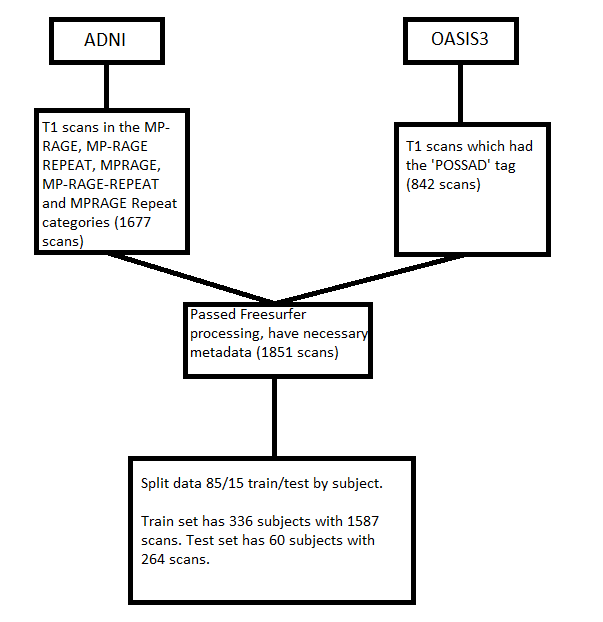 ADNI
OASIS3
T1 scans in the MP-
RAGE, MP-RAGE
REPEAT, MPRAGE,
MP-RAGE-REPEAT
and MPRAGE Repeat
categories (1677
scans)
T1 scans which had
the 'POSSAD' tag
(842 scans)
Passed Freesurfer
processing, have necessary
metadata (1851 scans)
Split data 85/15 train/test by subject.
Train set has 336 subjects with 1587
scans. Test set has 60 subjects with
264 scans.